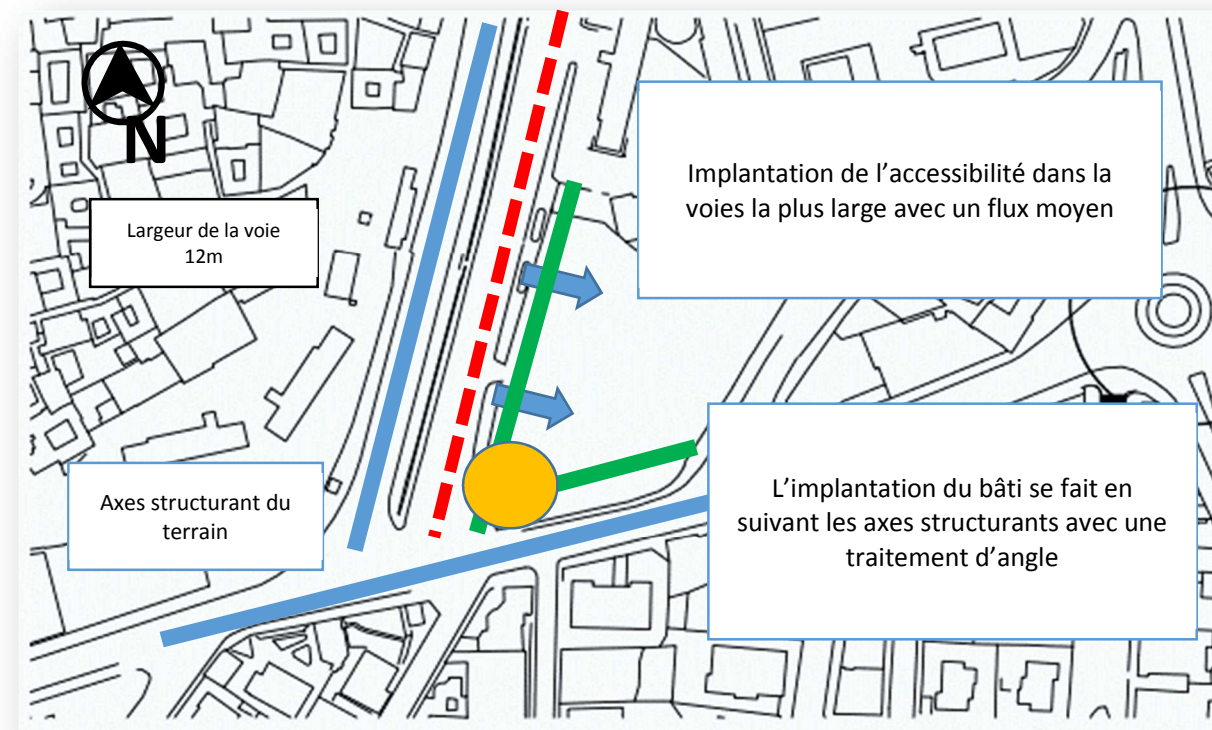 N
Largeur de la voie
12m
Implantation de l’accessibilité dans la
voies la plus large avec un flux moyen
Axes structurant du
terrain
L’implantation du bâti se fait en
suivant les axes structurants avec une
traitement d’angle